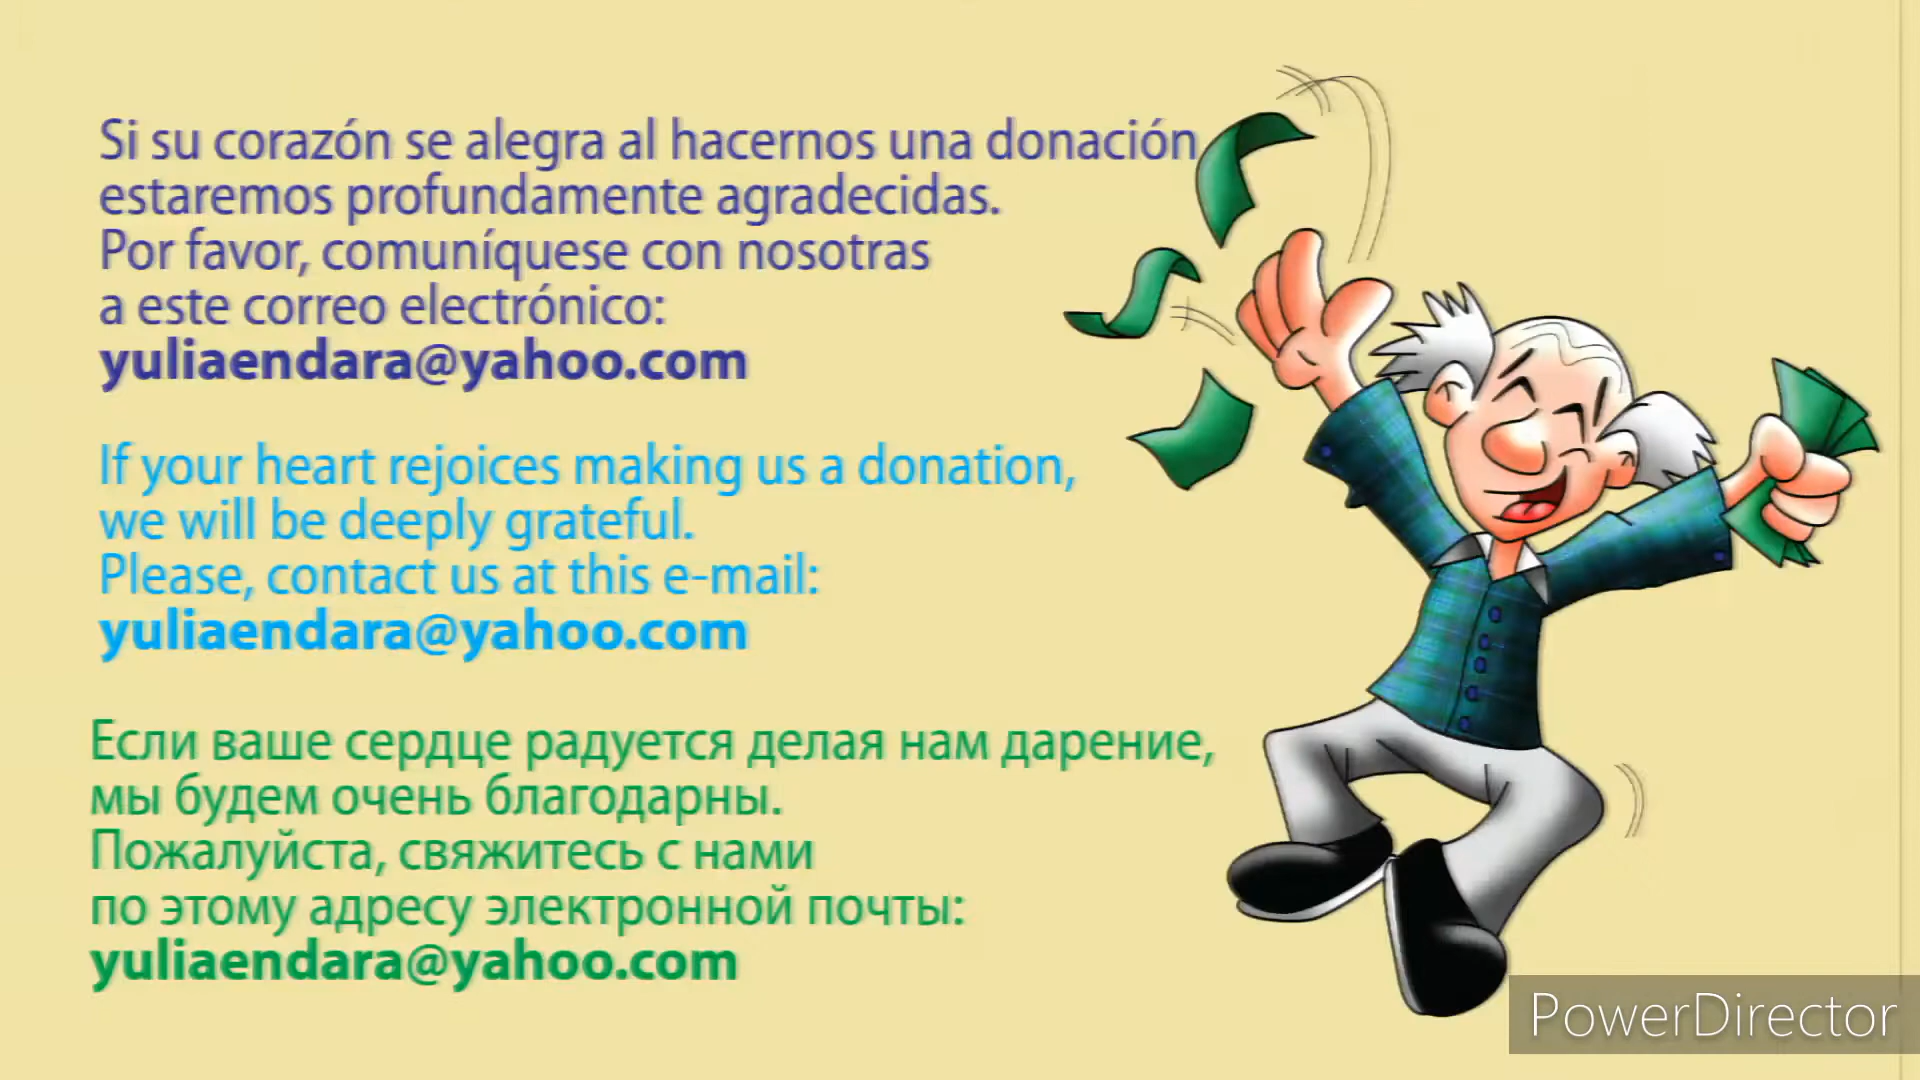 Si su corazón se alegra al hacernos una donación
estaremos profundamente agradecidas.
Por favor, comuníquese con nosotras
a este correo electrónico:
yuliaendara@yahoo.com
If your heart rejoices making us a donation,
we will be deeply grateful.
Please, contact us at this e-mail:
yuliaendara@yahoo.com
Если ваше сердце радуется делая нам дарение,
мы будем очень благодарны.
Пожалуйста, свяжитесь с нами
по этому адресу электронной почты:
yuliaendara@yahoo.com
PowerDirector